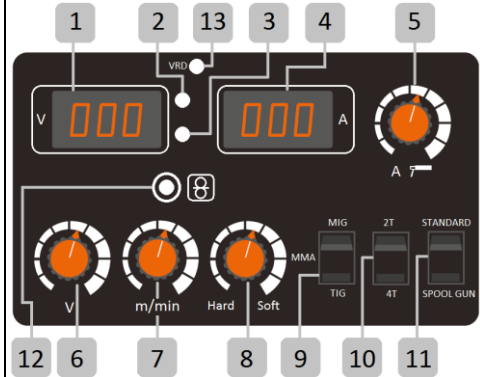 1 2 13 3 4 5
VRD
V 000 000 A
A
MIG 2T STANDARD
MMA
V m/min Hard Soft TIG 4T SPOOL GUN
12 6 7 8 9 10 11